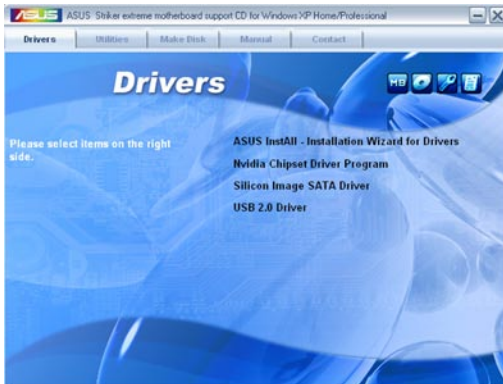 ASUS ASUS Striker extreme motherboard support CD for Windows XP Home/Professional
Drivers Utilities Make Disk Manual Contact
Drivers
MB
Please select items on the right
side.
ASUS InstAll - Installation Wizard for Drivers
Nvidia Chipset Driver Program
Silicon Image SATA Driver
USB 2.0 Driver